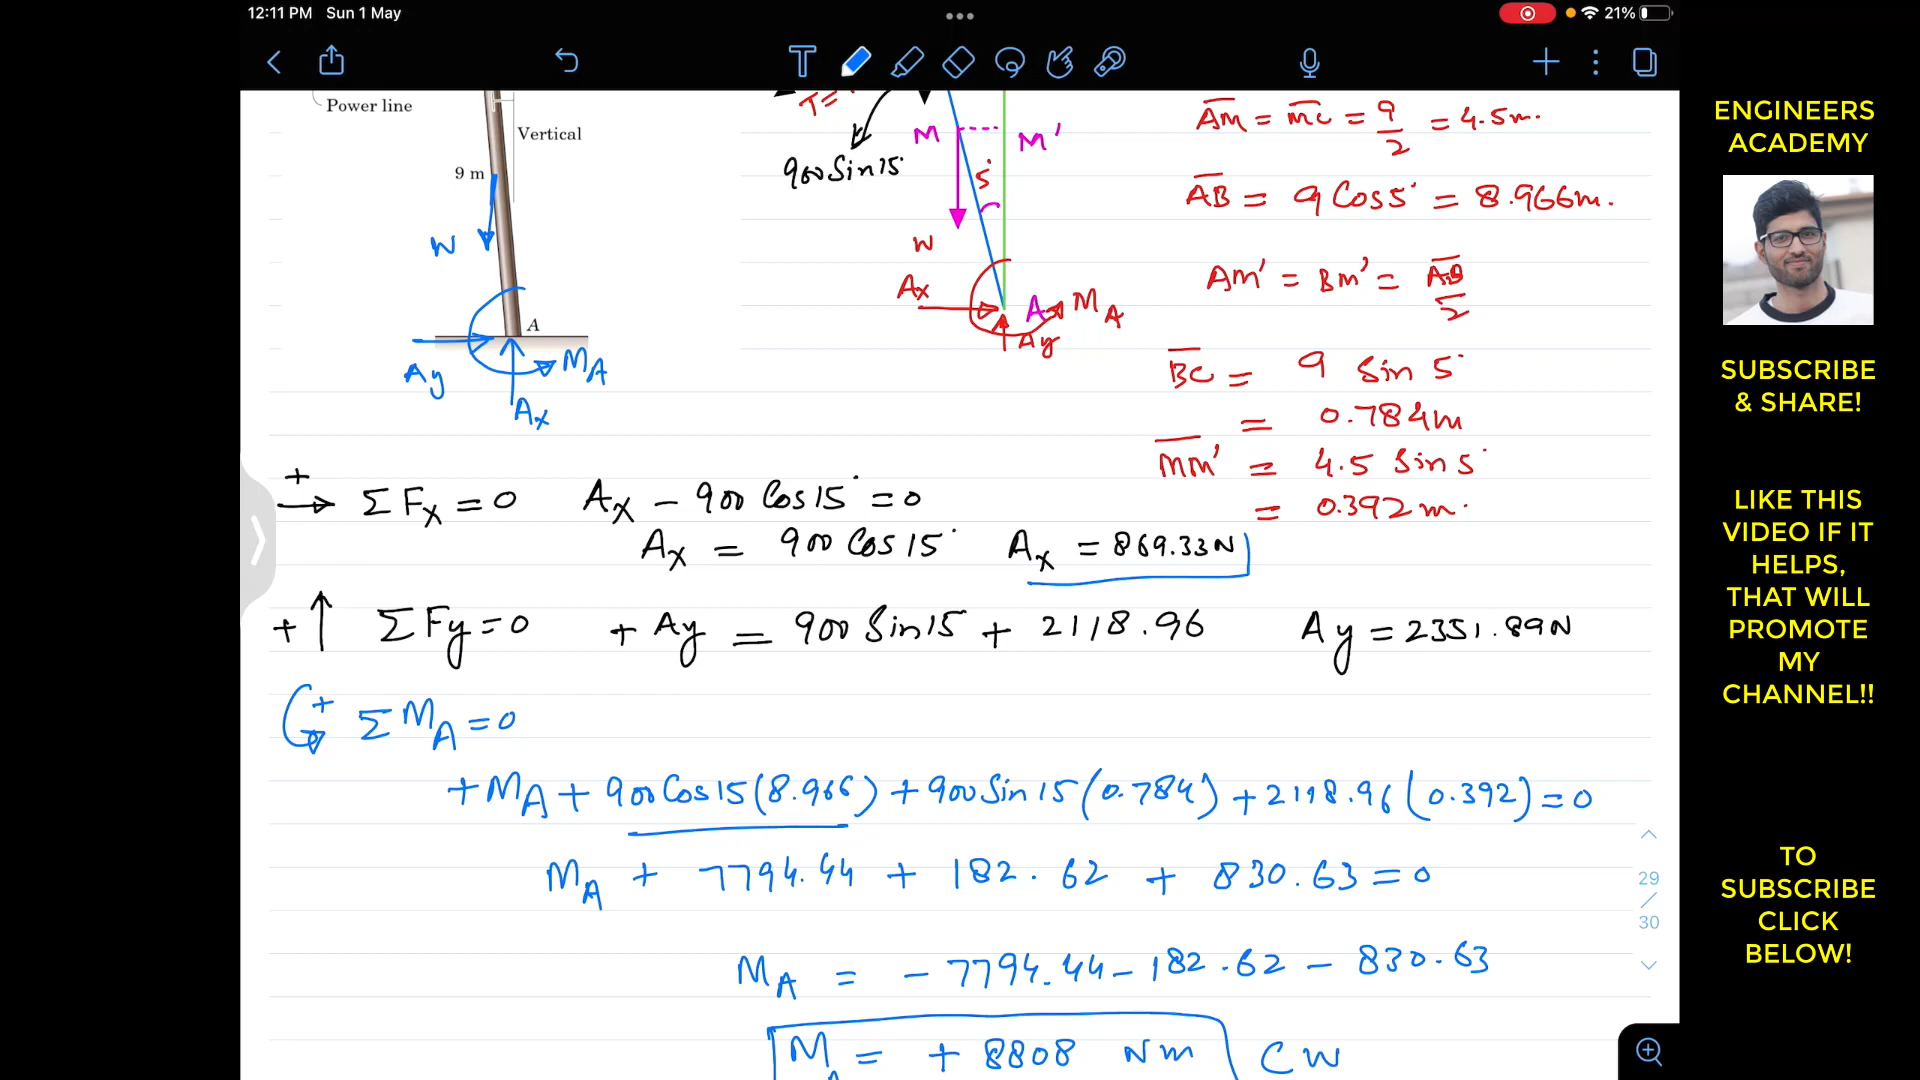 12:11 PM Sun 1 May
21%
Power line
Vertical
9 m
W
A
Ay
MA
Ax
T=
900 Sin15°
M
M'
5°
W
Ax
A
MA
Ay
AM = MC = 9/2 = 4.5m.
AB = 9 Cos5° = 8.966m.
AM' = BM' = AB/2
BC = 9 Sin 5°
= 0.784m
MM' = 4.5 Sin 5°
= 0.392m.
+→ ΣFx = 0 Ax – 900 Cos15° = 0
Ax = 900 Cos15° Ax = 869.33N
+↑ ΣFy = 0 + Ay = 900 Sin15 + 2118.96 Ay = 2351.89N
+ ΣMA = 0
+MA + 900Cos15(8.966) + 900Sin15(0.784) + 2118.96(0.392) = 0
MA + 7794.44 + 182.62 + 830.63 = 0
MA = – 7794.44 – 182.62 – 830.63
MA = + 8808 Nm CW
29
/
30
ENGINEERS
ACADEMY
SUBSCRIBE
& SHARE!
LIKE THIS
VIDEO IF IT
HELPS,
THAT WILL
PROMOTE
MY
CHANNEL!!
TO
SUBSCRIBE
CLICK
BELOW!